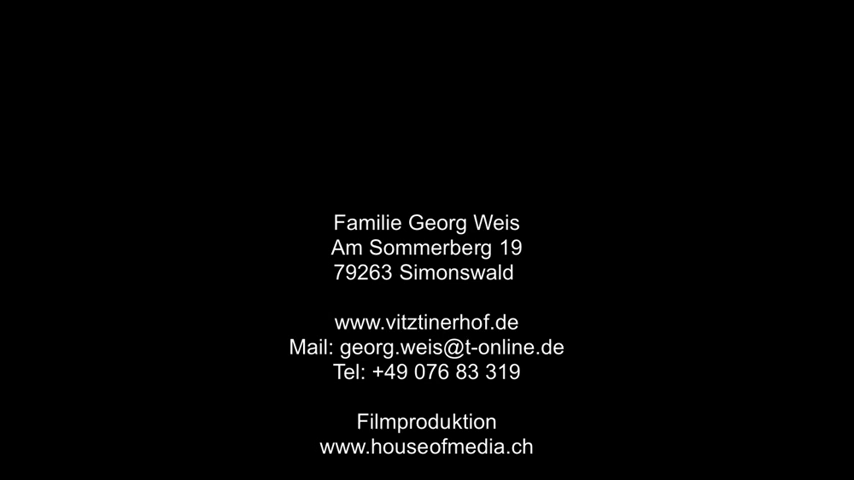 Familie Georg Weis
Am Sommerberg 19
79263 Simonswald
www.vitztinerhof.de
Mail: georg.weis@t-online.de
Tel: +49 076 83 319
Filmproduktion
www.houseofmedia.ch